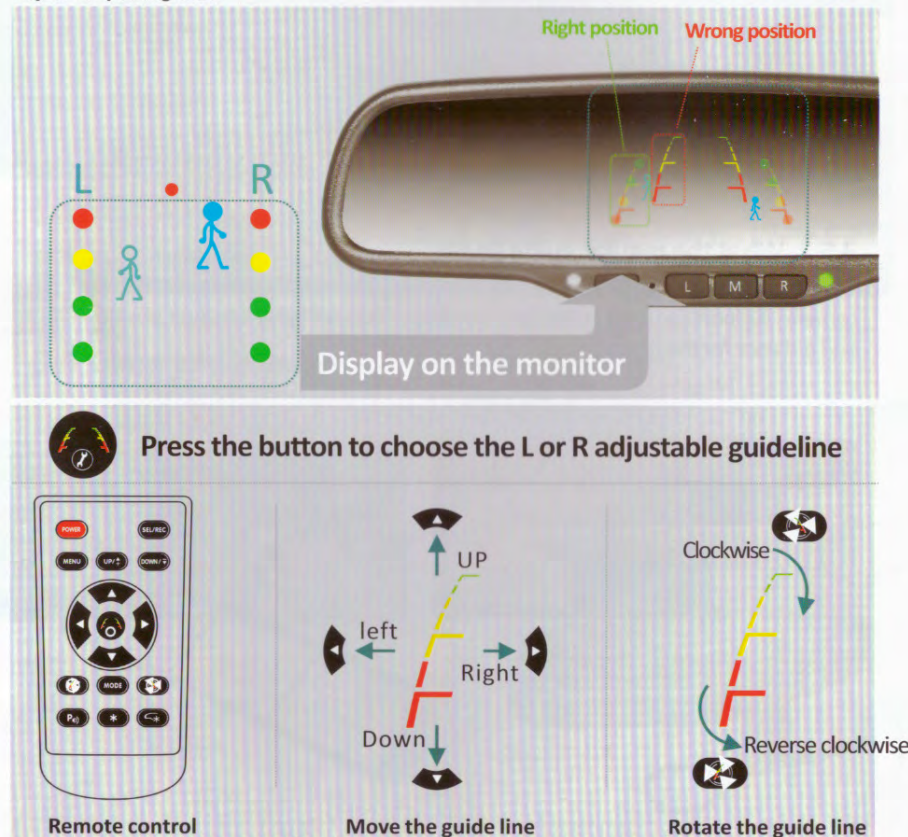 Right position
Wrong position
L
R
L M R
Display on the monitor
Press the button to choose the L or R adjustable guideline
POWER SEL/REC
MENU UP/ DOWN/
MODE
P
*
UP
left
Right
Down
Clockwise
Reverse clockwise
Remote control
Move the guide line
Rotate the guide line